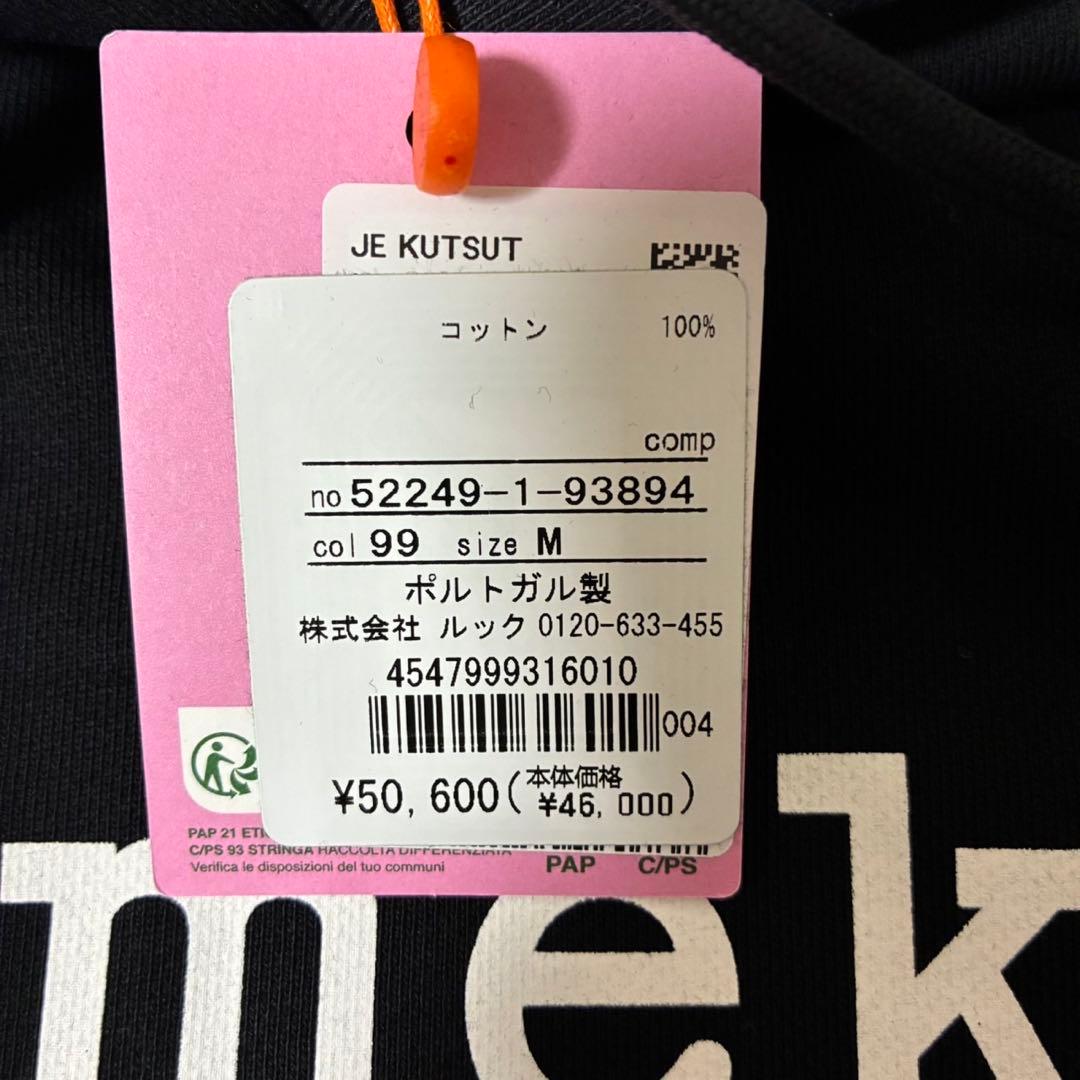 JE KUTSUT
コットン 100%
comp
no 52249-1-93894
col 99 size M
ポルトガル製
株式会社 ルック 0120-633-455
4547999316010
004
¥50,600(本体価格 ¥46,000)
PAP 21 ETI
C/PS 93 STRINGA RACCOLTA DIFFERENZIATA
Verifica le disposizioni del tuo communi
PAP C/PS
mek